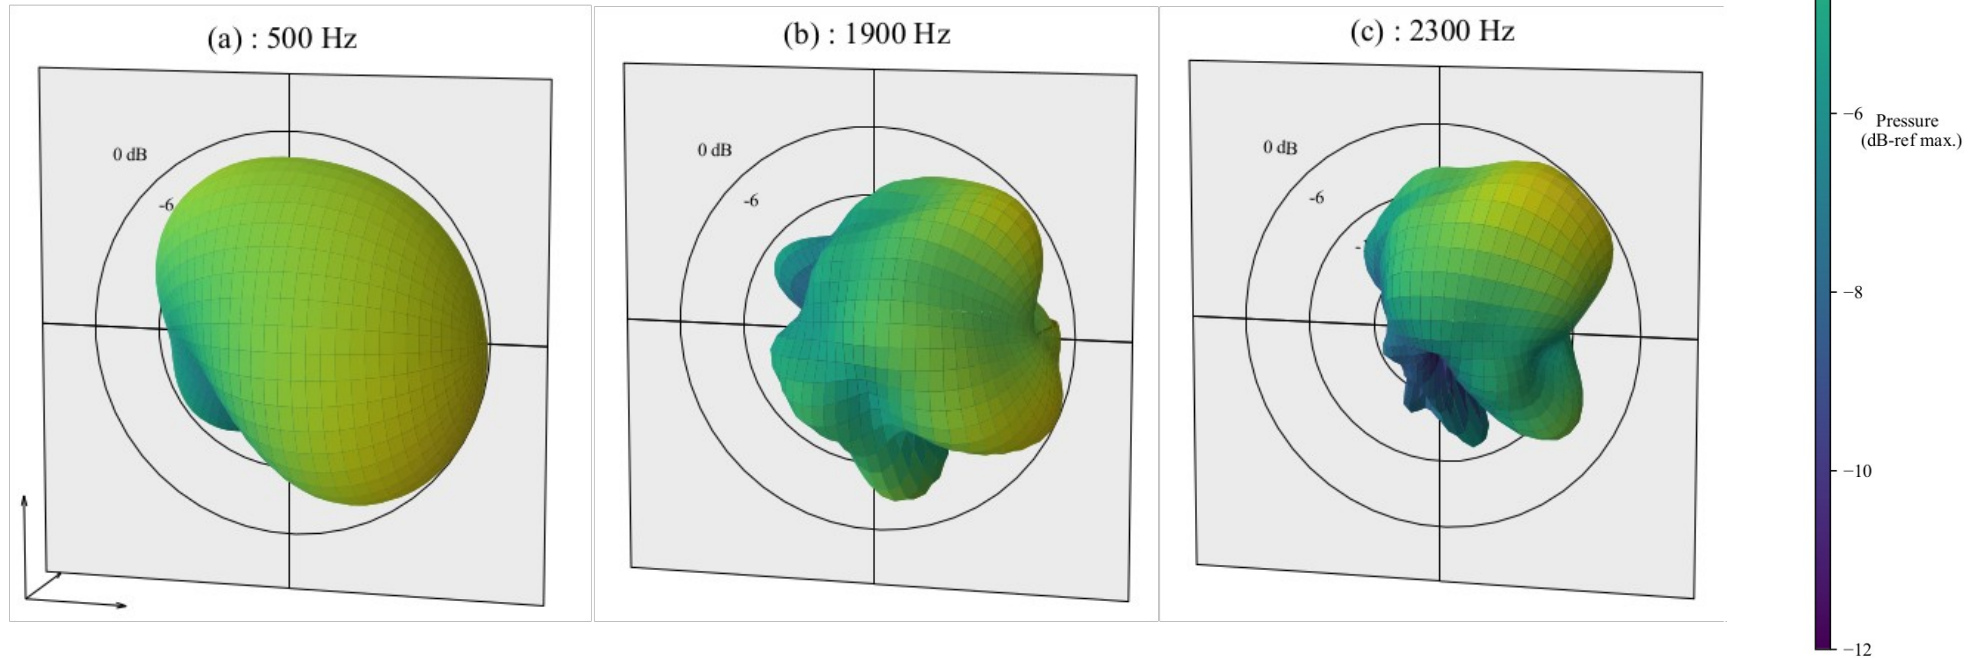 (a) : 500 Hz
(b) : 1900 Hz
(c) : 2300 Hz
0 dB
-6
0 dB
-6
0 dB
-6
−6
Pressure
(dB-ref max.)
−8
−10
−12